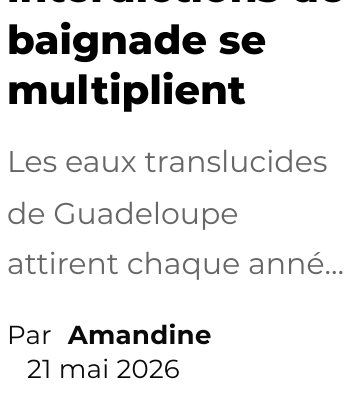 baignade se
multiplient
Les eaux translucides
de Guadeloupe
attirent chaque anné...
Par Amandine
21 mai 2026